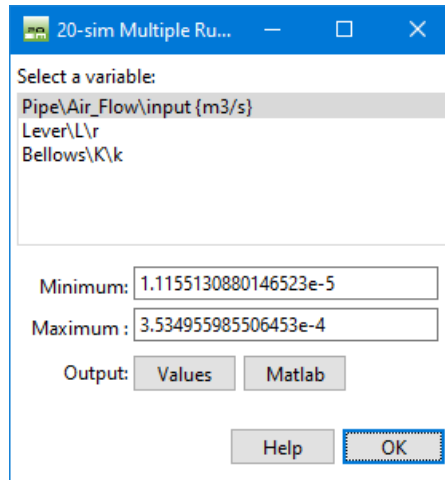 20-sim Multiple Ru...
Select a variable:
Pipe\Air_Flow\input {m3/s}
Lever\L\r
Bellows\K\k
Minimum: 1.1155130880146523e-5
Maximum : 3.534955985506453e-4
Output: Values Matlab
Help OK